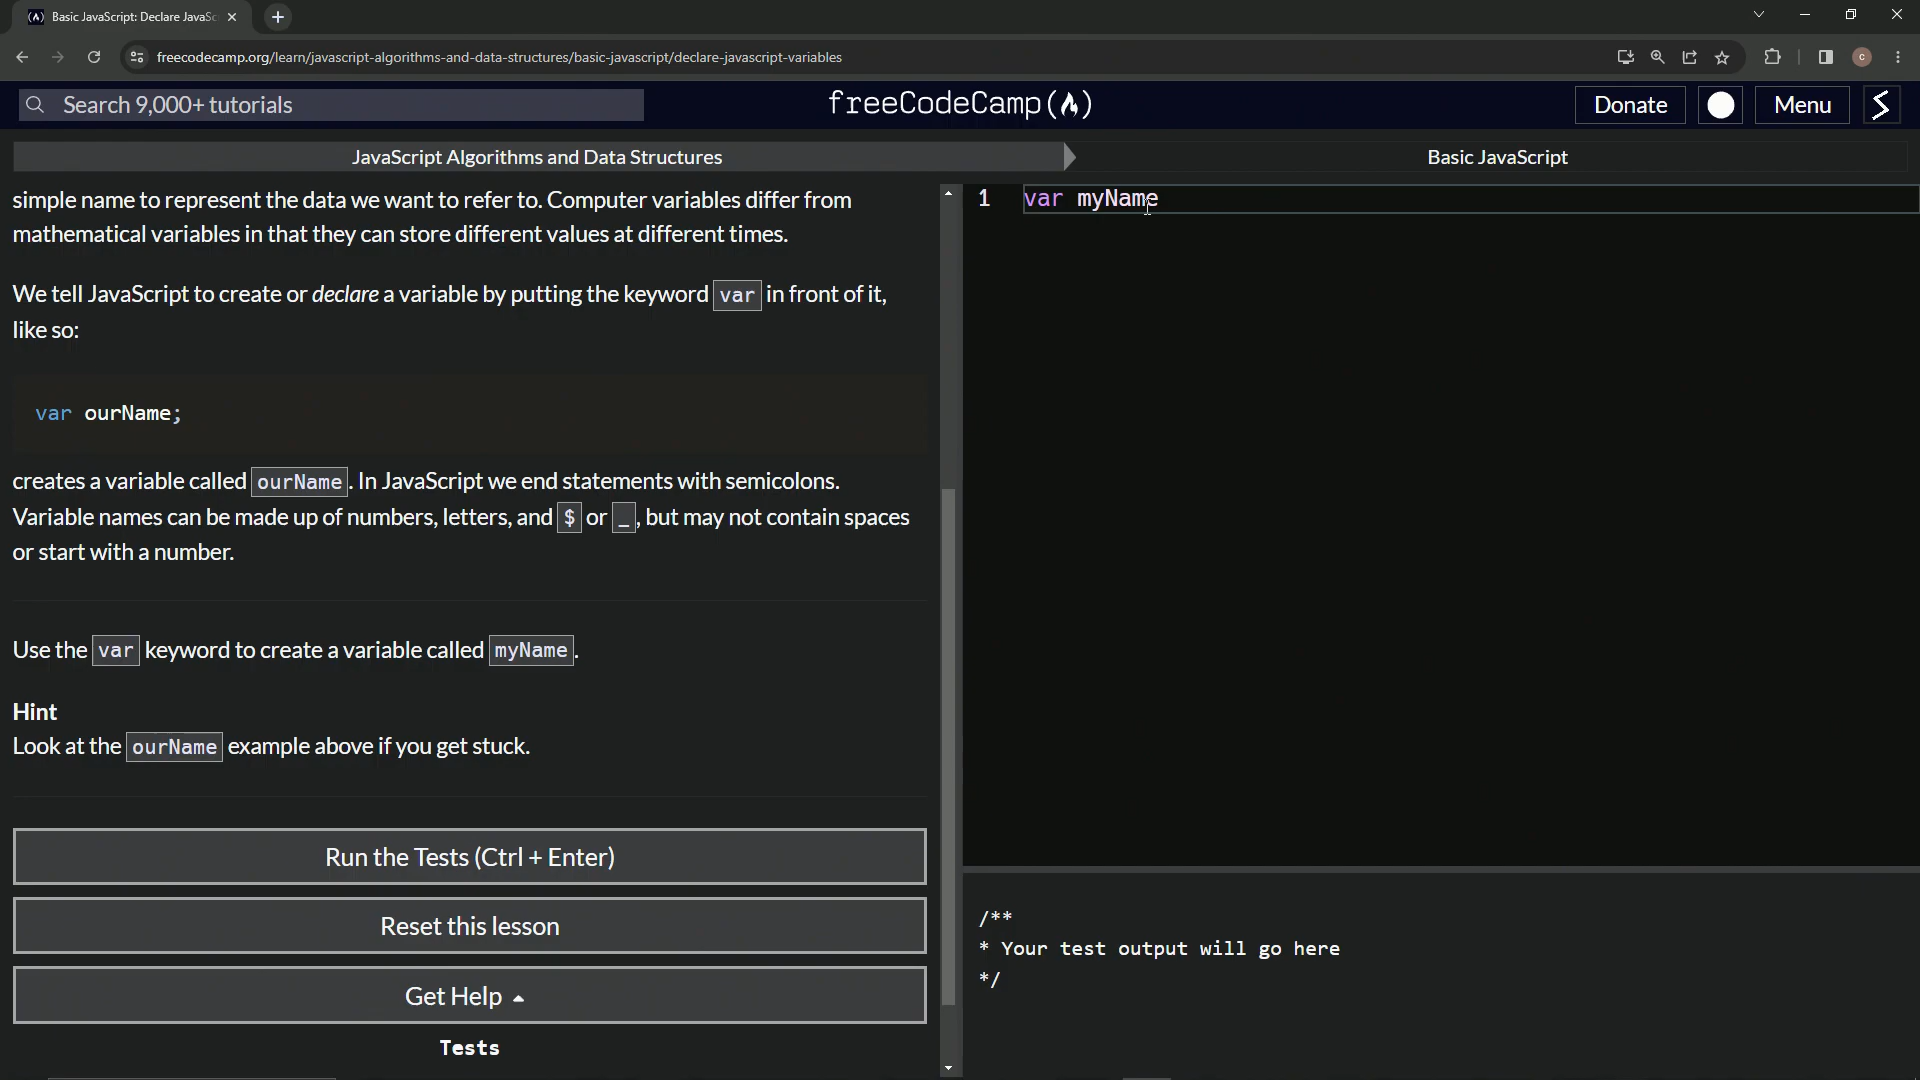 Basic JavaScript: Declare JavaSc
freecodecamp.org/learn/javascript-algorithms-and-data-structures/basic-javascript/declare-javascript-variables
c
Search 9,000+ tutorials
freeCodeCamp
Donate
Menu
JavaScript Algorithms and Data Structures
Basic JavaScript
simple name to represent the data we want to refer to. Computer variables differ from
mathematical variables in that they can store different values at different times.
We tell JavaScript to create or declare a variable by putting the keyword var in front of it,
like so:
var ourName;
creates a variable called ourName. In JavaScript we end statements with semicolons.
Variable names can be made up of numbers, letters, and $ or _, but may not contain spaces
or start with a number.
Use the var keyword to create a variable called myName.
Hint
Look at the ourName example above if you get stuck.
Run the Tests (Ctrl + Enter)
Reset this lesson
Get Help
Tests
1 var myName
/**
* Your test output will go here
*/